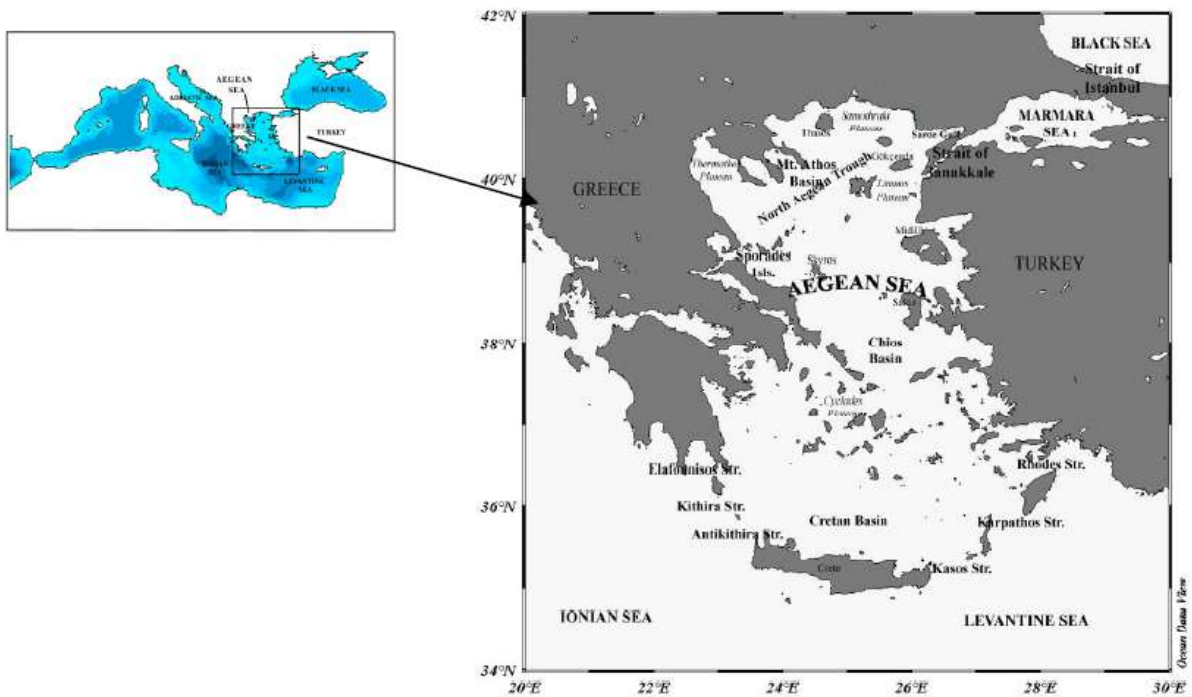 AEGEAN
SEA
ADRIATIC SEA
BLACK SEA
TURKEY
LEVANTINE
SEA
42°N
40°N
38°N
36°N
34°N
20°E
22°E
24°E
26°E
28°E
30°E
BLACK SEA
Strait of
Istanbul
MARMARA
SEA
Samothraki
Plateau
Thasos
Saroz Gulf
Gökçeada
Strait of
Çanakkale
Thermaikos
Plateau
Mt. Athos
Basin
North Aegean Trough
Limnos
Plateau
GREECE
Midilli
TURKEY
Sporades
Isls.
Skyros
AEGEAN SEA
Chios
Basin
Cyclades
Plateau
Elafonnisos Str.
Rhodes Str.
Kithira Str.
Cretan Basin
Karpathos Str.
Antikithira Str.
Crete
Kasos Str.
IONIAN SEA
LEVANTINE SEA
Ocean Data View